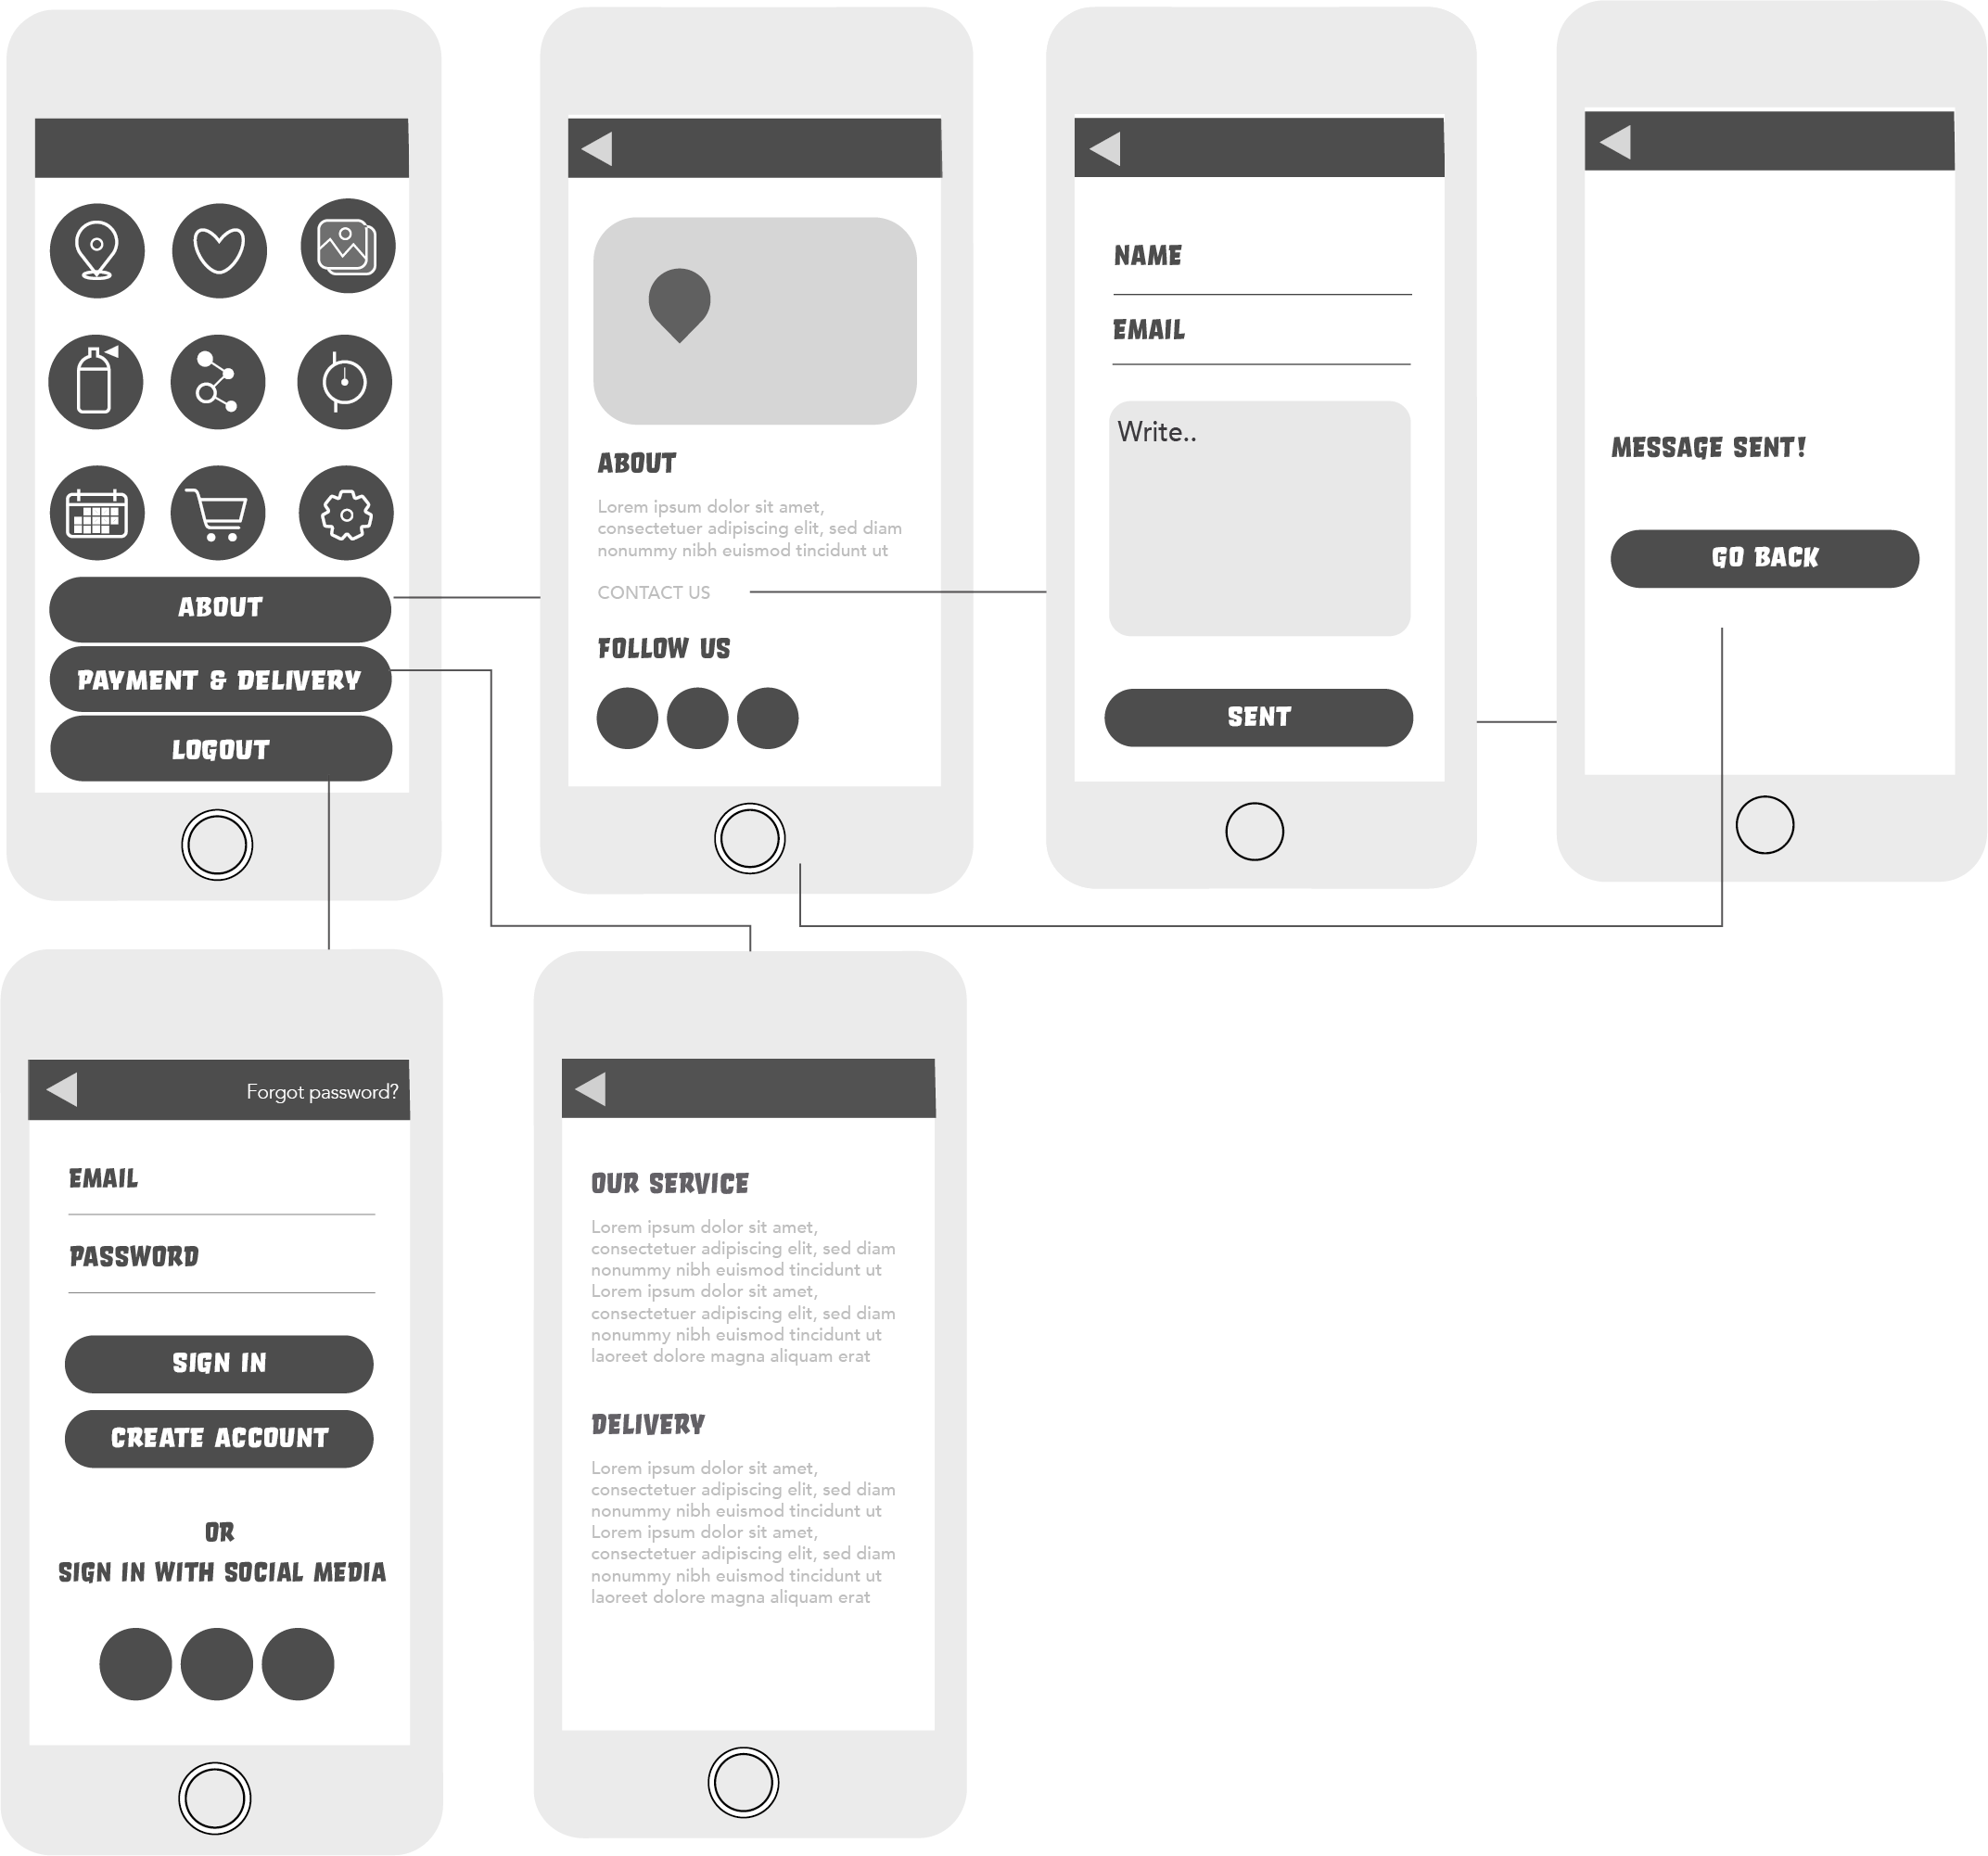 ABOUT
PAYMENT & DELIVERY
LOGOUT
ABOUT
Lorem ipsum dolor sit amet,
consectetuer adipiscing elit, sed diam
nonummy nibh euismod tincidunt ut
CONTACT US
FOLLOW US
NAME
EMAIL
Write..
SENT
MESSAGE SENT!
GO BACK
Forgot password?
EMAIL
PASSWORD
SIGN IN
CREATE ACCOUNT
OR
SIGN IN WITH SOCIAL MEDIA
OUR SERVICE
Lorem ipsum dolor sit amet,
consectetuer adipiscing elit, sed diam
nonummy nibh euismod tincidunt ut
Lorem ipsum dolor sit amet,
consectetuer adipiscing elit, sed diam
nonummy nibh euismod tincidunt ut
laoreet dolore magna aliquam erat
DELIVERY
Lorem ipsum dolor sit amet,
consectetuer adipiscing elit, sed diam
nonummy nibh euismod tincidunt ut
Lorem ipsum dolor sit amet,
consectetuer adipiscing elit, sed diam
nonummy nibh euismod tincidunt ut
laoreet dolore magna aliquam erat